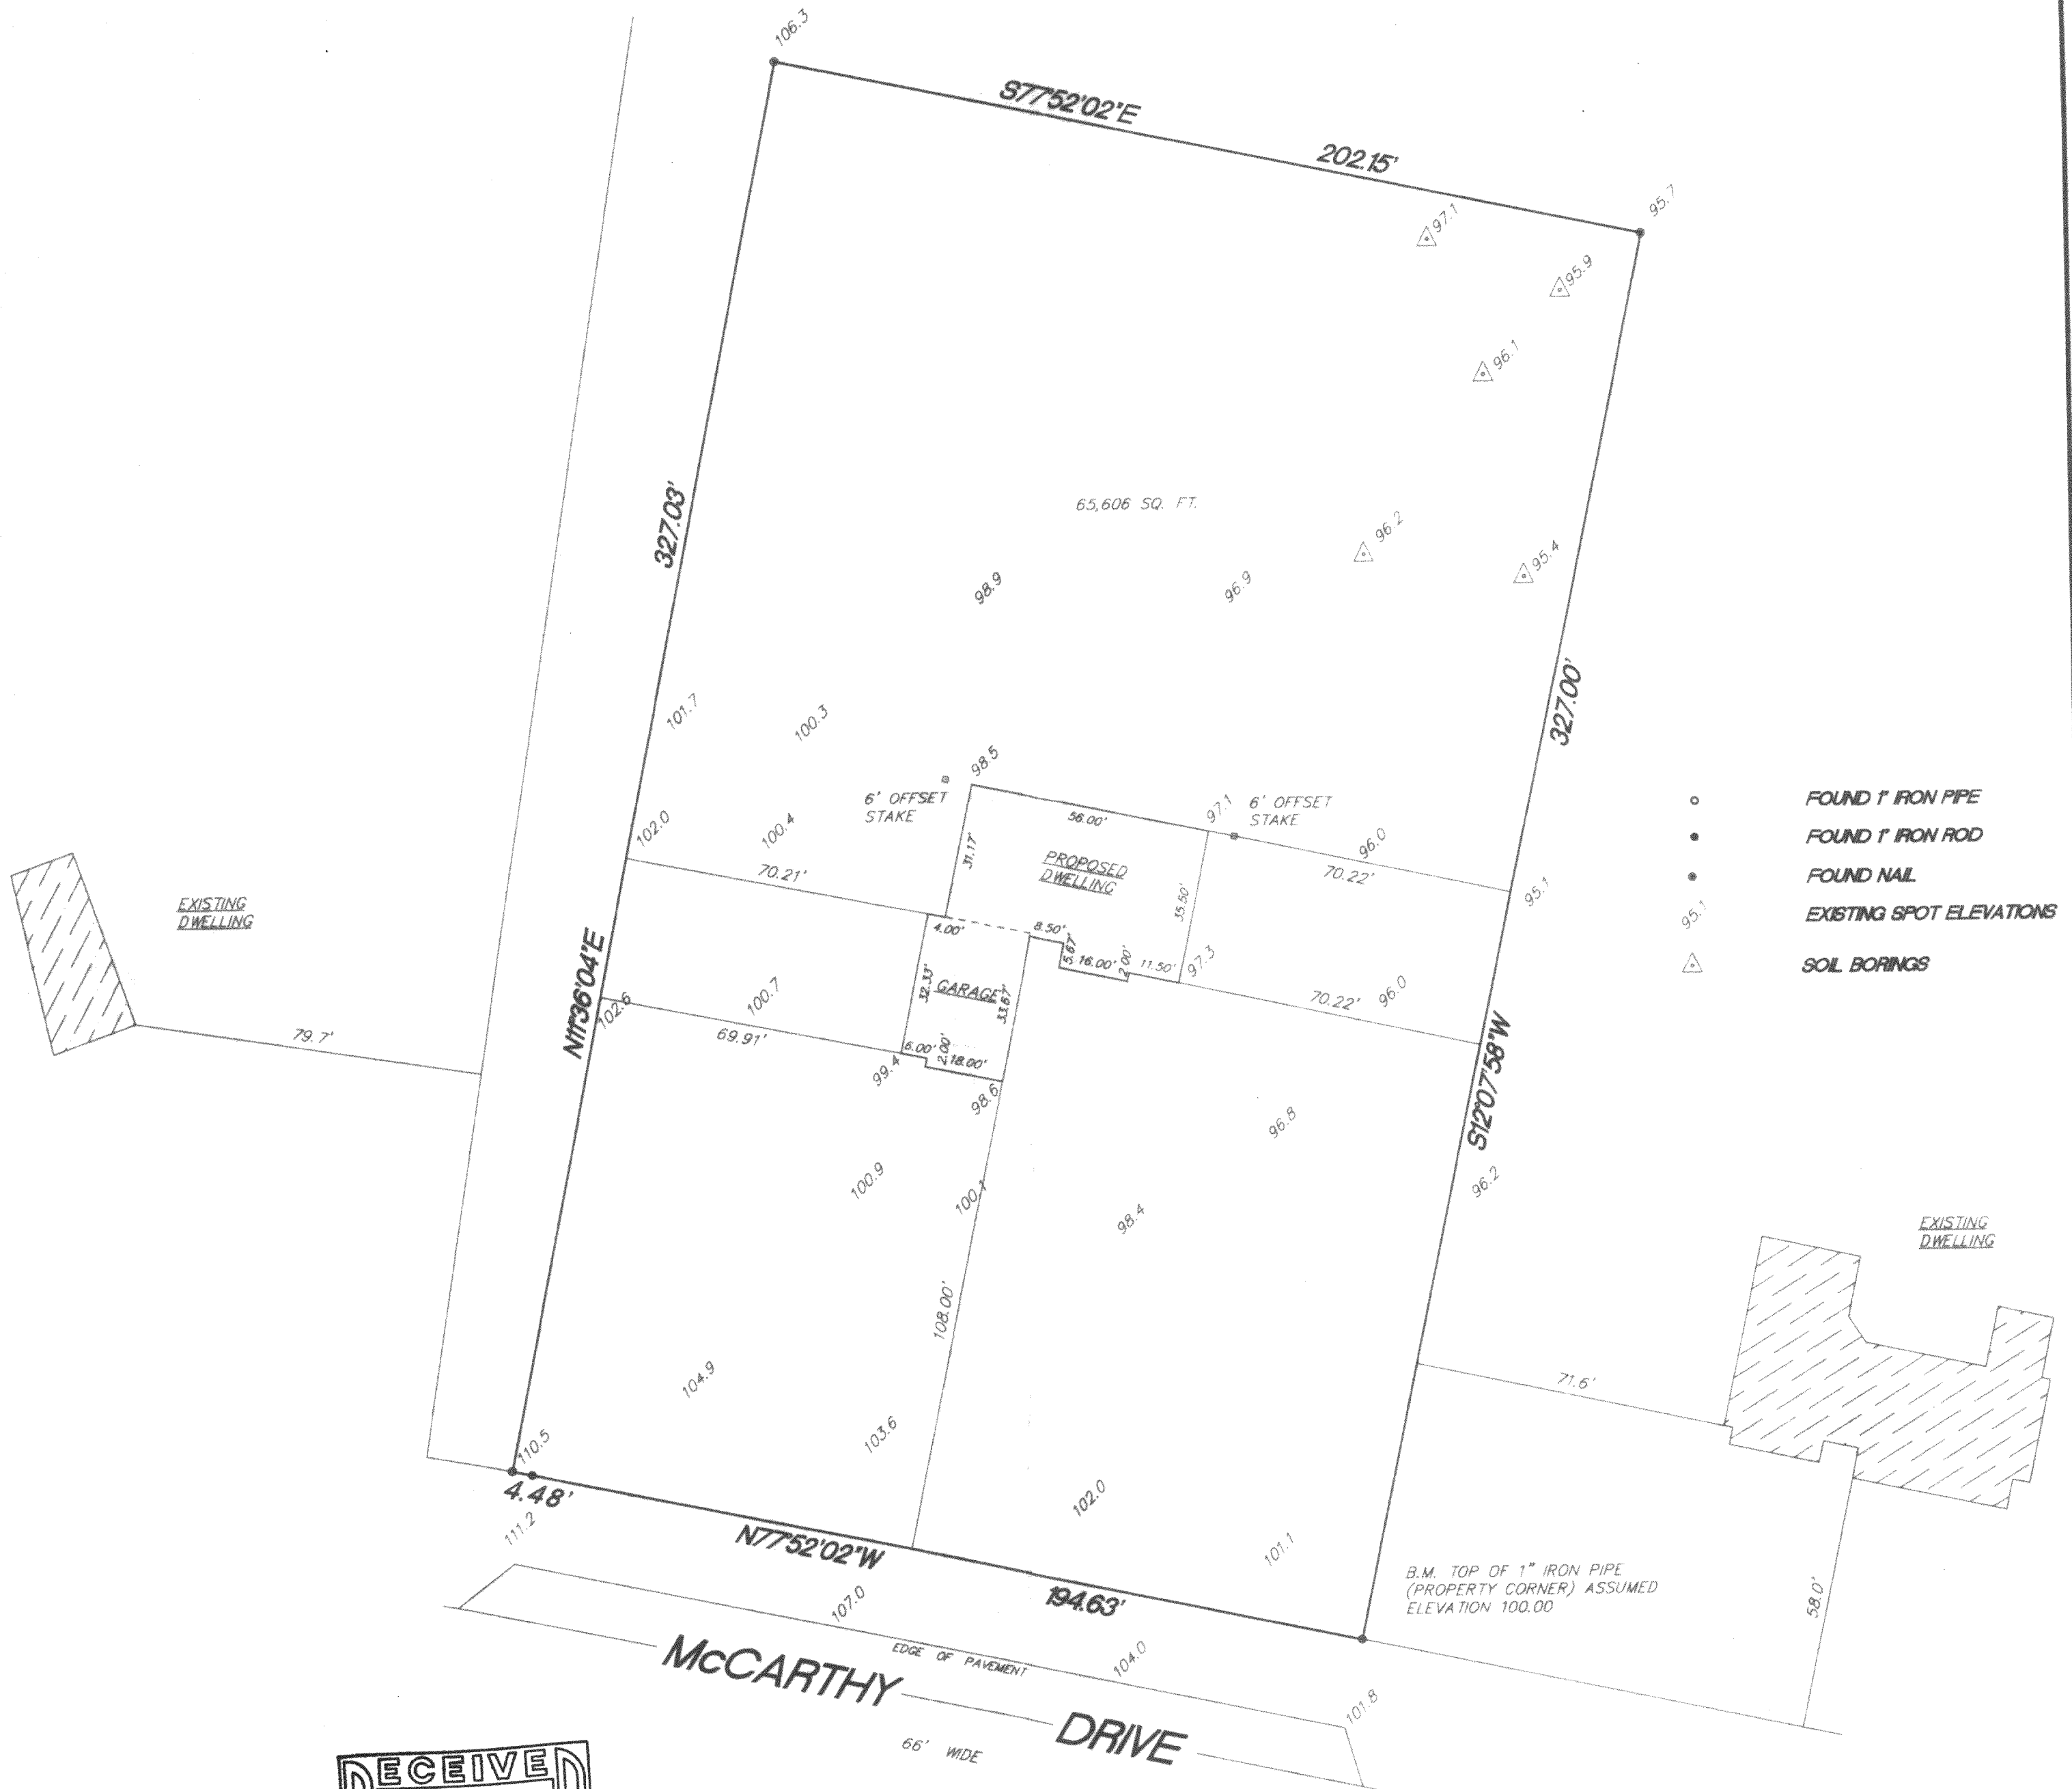 106.3
S77°52'02"E
202.15'
95.7
97.1
95.9
96.1
327.03'
65,606 SQ. FT.
96.2
95.4
98.9
96.9
327.00'
101.7
100.3
98.5
6' OFFSET
STAKE
97.1
6' OFFSET
STAKE
56.00'
102.0
100.4
31.17'
PROPOSED
DWELLING
96.0
70.22'
70.21'
35.50'
95.1
4.00'
8.50'
5.67'
16.00'
2.00'
11.50'
97.3
EXISTING
DWELLING
N11°36'04"E
32.33'
GARAGE
33.67'
100.7
102.6
70.22'
96.0
79.7'
69.91'
6.00'
2.00'
18.00'
99.4
98.6
S12°07'58"W
96.8
100.9
100.1
98.4
96.2
108.00'
104.9
103.6
102.0
101.1
110.5
4.48'
111.2
N77°52'02"W
194.63'
107.0
EDGE OF PAVEMENT
104.0
101.8
McCARTHY DRIVE
66' WIDE
FOUND 1" IRON PIPE
FOUND 1" IRON ROD
FOUND NAIL
95.1 EXISTING SPOT ELEVATIONS
SOIL BORINGS
EXISTING
DWELLING
71.6'
58.0'
B.M. TOP OF 1" IRON PIPE
(PROPERTY CORNER) ASSUMED
ELEVATION 100.00
RECEIVED